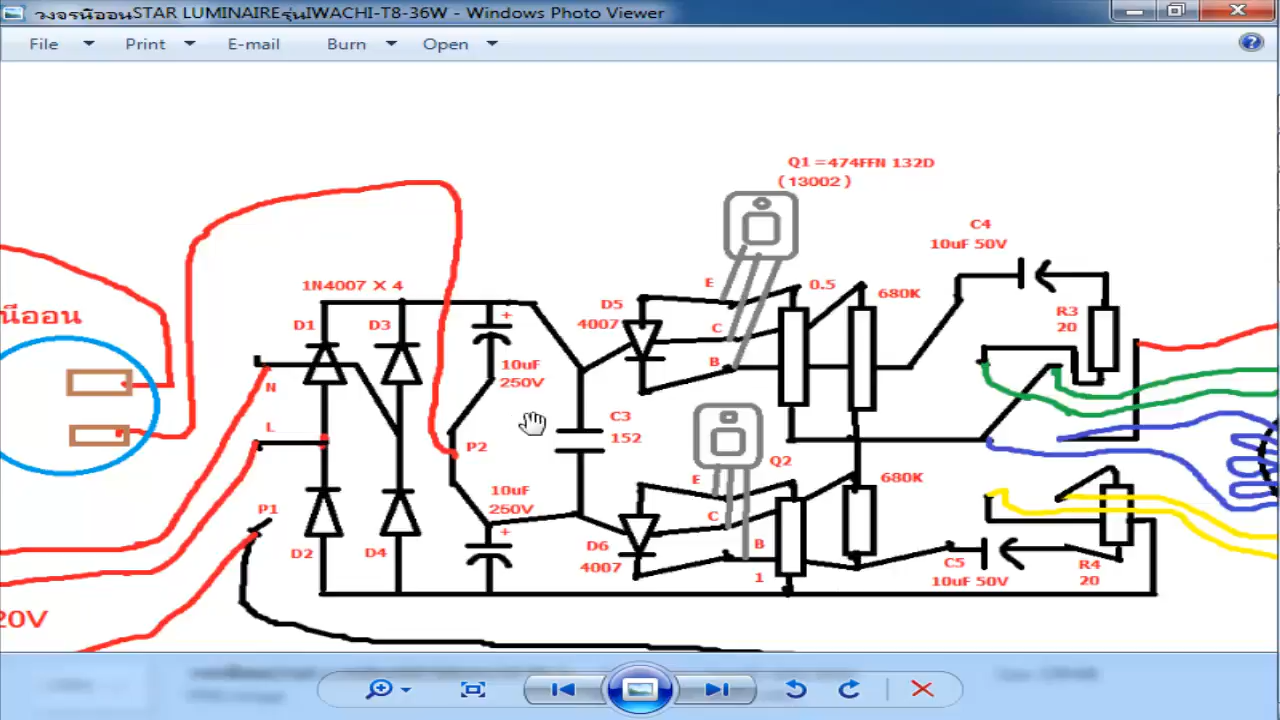 วงจรนีออนSTAR LUMINAIREรุ่นIWACHI-T8-36W - Windows Photo Viewer
File Print E-mail Burn Open
Q1 =474FFN 132D
(13002)
C4
10uF 50V
1N4007 X 4
E
D5
4007
0.5
680K
R3
20
นีออน
D1
D3
+
C
10uF
250V
B
N
L
C3
152
P2
Q2
680K
E
P1
10uF
250V
+
C
D2
D4
D6
4007
B
1
C5
10uF 50V
R4
20
20V